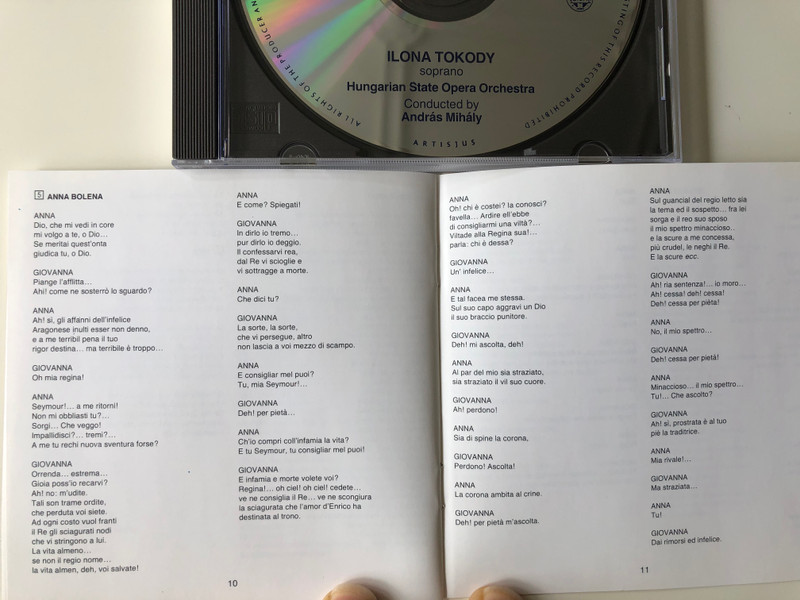 ALL RIGHTS OF THE PRODUCER AN
TING OF THIS RECORD PROHIBITED
ILONA TOKODY
soprano
Hungarian State Opera Orchestra
Conducted by
András Mihály
ARTISJUS
5 ANNA BOLENA
ANNA
Dio, che mi vedi in core
mi volgo a te, o Dio…
Se meritai quest'onta
giudica tu, o Dio.
GIOVANNA
Piange l'afflitta…
Ahi! come ne sosterrò lo sguardo?
ANNA
Ah! sì, gli affanni dell'infelice
Aragonese inulti esser non denno,
e a me terribil pena il tuo
rigor destina… ma terribile è troppo…
GIOVANNA
Oh mia regina!
ANNA
Seymour!… a me ritorni!
Non mi obbliasti tu?…
Sorgi… Che veggo!
Impallidisci?… tremi?…
A me tu rechi nuova sventura forse?
GIOVANNA
Orrenda… estrema…
Gioia poss'io recarvi?
Ah! no: m'udite.
Tali son trame ordite,
che perduta voi siete.
Ad ogni costo vuol franti
il Re gli sciagurati nodi
che vi stringono a lui.
La vita almeno…
se non il regio nome…
la vita almen, deh, voi salvate!
10
ANNA
E come? Spiegati!
GIOVANNA
In dirlo io tremo…
pur dirlo io deggio.
Il confessarvi rea,
dal Re vi scioglie e
vi sottragge a morte.
ANNA
Che dici tu?
GIOVANNA
La sorte, la sorte,
che vi persegue, altro
non lascia a voi mezzo di scampo.
ANNA
E consigliar mel puoi?
Tu, mia Seymour!…
GIOVANNA
Deh! per pietà…
ANNA
Ch'io compri coll'infamia la vita?
E tu Seymour, tu consigliar mel puoi!
GIOVANNA
E infamia e morte volete voi?
Regina!… oh ciel! oh ciel! cedete…
ve ne consiglia il Re… ve ne scongiura
la sciagurata che l'amor d'Enrico ha
destinata al trono.
ANNA
Oh! chi è costei? la conosci?
favella… Ardire ell'ebbe
di consigliarmi una viltà?…
Viltade alla Regina sua!…
parla: chi è dessa?
GIOVANNA
Un' infelice…
ANNA
E tal facea me stessa.
Sul suo capo aggravi un Dio
il suo braccio punitore.
GIOVANNA
Deh! mi ascolta, deh!
ANNA
Al par del mio sia straziato,
sia straziato il vil suo cuore.
GIOVANNA
Ah! perdono!
ANNA
Sia di spine la corona,
GIOVANNA
Perdono! Ascolta!
ANNA
La corona ambita al crine.
GIOVANNA
Deh! per pietà m'ascolta.
ANNA
Sul guancial del regio letto sia
la tema ed il sospetto… fra lei
sorga e il reo suo sposo
il mio spettro minaccioso…
e la scure a me concessa,
più crudel, le neghi il Re.
E la scure ecc.
GIOVANNA
Ah! ria sentenza!… io moro…
Ah! cessa! deh! cessa!
Deh! cessa per pièta!
ANNA
No, il mio spettro…
GIOVANNA
Deh! cessa per pietà!
ANNA
Minaccioso… il mio spettro…
Tu!… Che ascolto?
GIOVANNA
Ah! sì, prostrata è al tuo
piè la traditrice.
ANNA
Mia rivale!…
GIOVANNA
Ma straziata…
ANNA
Tu!
GIOVANNA
Dai rimorsi ed infelice.
11